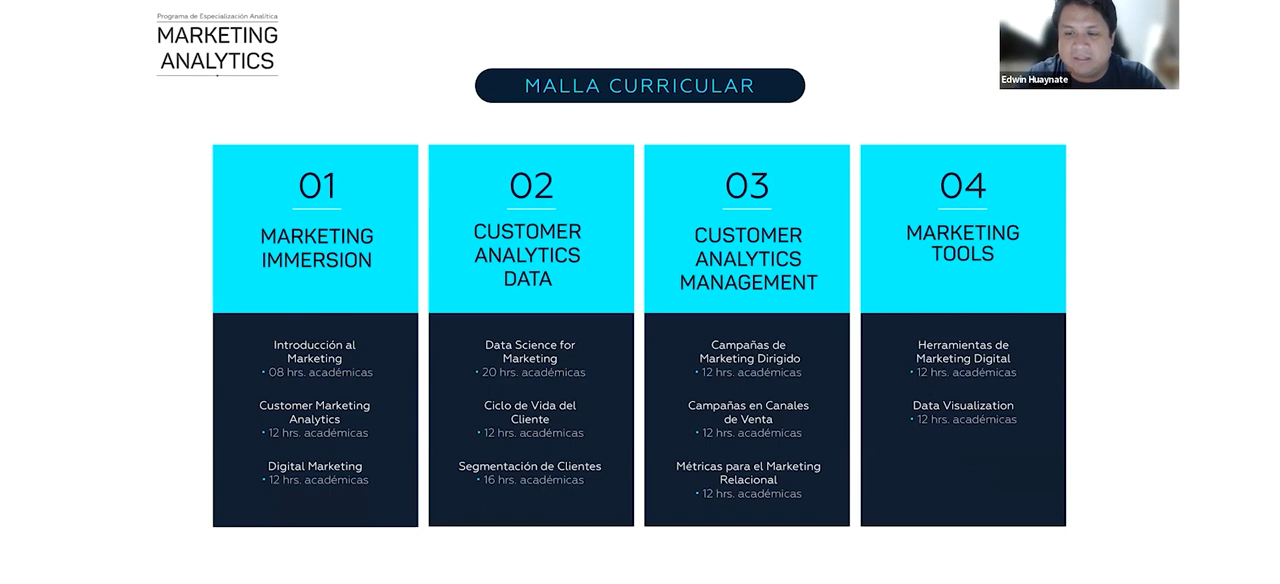 Programa de Especialización Analítica
MARKETING
ANALYTICS
Edwin Huaynate
MALLA CURRICULAR
01
MARKETING
IMMERSION
Introducción al
Marketing
• 08 hrs. académicas
Customer Marketing
Analytics
• 12 hrs. académicas
Digital Marketing
• 12 hrs. académicas
02
CUSTOMER
ANALYTICS
DATA
Data Science for
Marketing
• 20 hrs. académicas
Ciclo de Vida del
Cliente
• 12 hrs. académicas
Segmentación de Clientes
• 16 hrs. académicas
03
CUSTOMER
ANALYTICS
MANAGEMENT
Campañas de
Marketing Dirigido
• 12 hrs. académicas
Campañas en Canales
de Venta
• 12 hrs. académicas
Métricas para el Marketing
Relacional
• 12 hrs. académicas
04
MARKETING
TOOLS
Herramientas de
Marketing Digital
• 12 hrs. académicas
Data Visualization
• 12 hrs. académicas